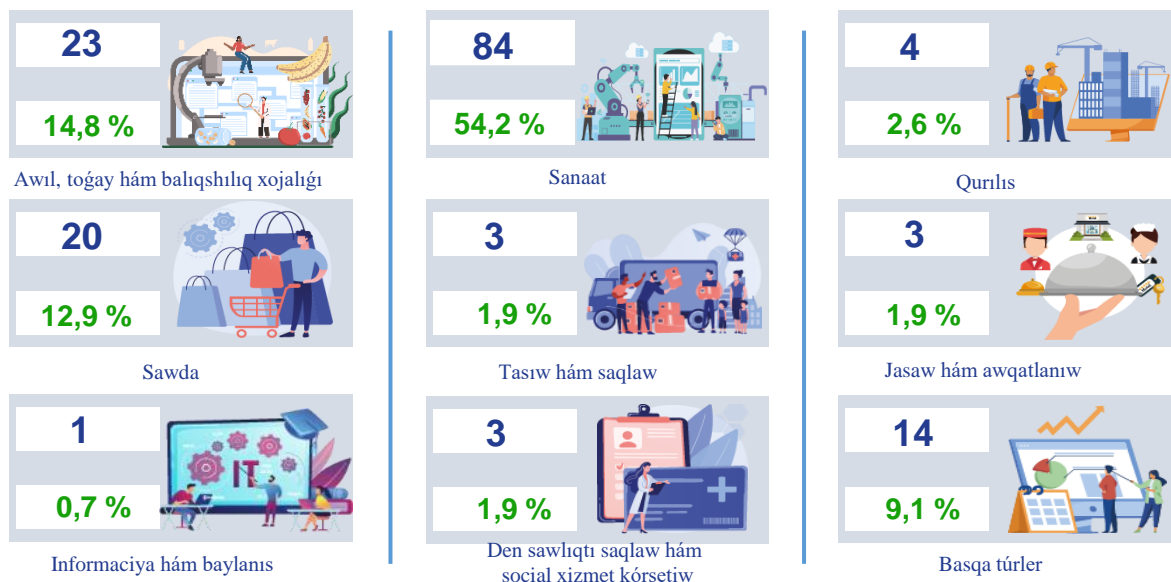 23
14,8 %
Awıl, toǵay hám balıqshılıq xojalıǵı
84
54,2 %
Sanaat
4
2,6 %
Qurılıs
20
12,9 %
Sawda
3
1,9 %
Tasıw hám saqlaw
3
1,9 %
Jasaw hám awqatlanıw
1
0,7 %
IT
Informaciya hám baylanıs
3
1,9 %
Den sawlıqtı saqlaw hám
social xizmet kórsetiw
14
9,1 %
Basqa túrler